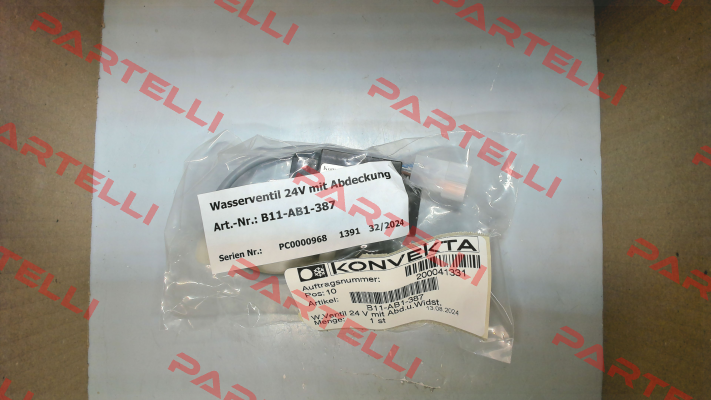 PARTELLI
PARTELLI
PARTELLI
PARTELLI
PARTELLI
PARTELLI
PARTELLI
PARTELLI
Wasserventil 24V mit Abdeckung
Art.-Nr.: B11-AB1-387
Serien Nr.: PC0000968 1391 32/2024
KONVEKTA
Auftragsnummer: 200041331
Pos: 10
Artikel: B11-AB1-387
W.Ventil 24 V mit Abd.u.Widst.
Menge: 1 st 13.08.2024